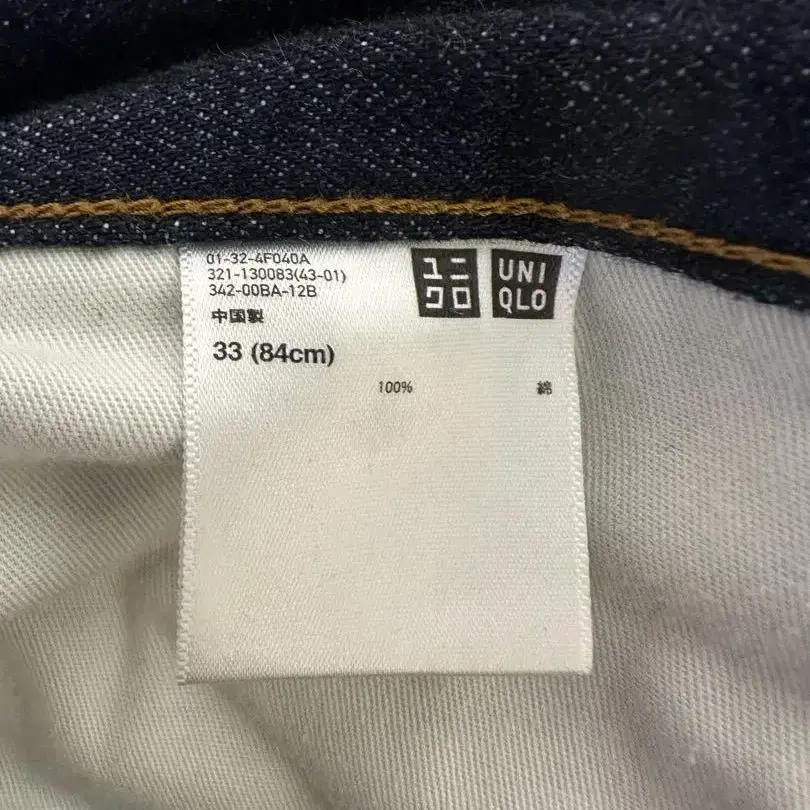 01-32-4F040A
321-130083(43-01)
342-00BA-12B
中国製
33 (84cm)
100% 綿
ユニ
クロ
UNI
QLO